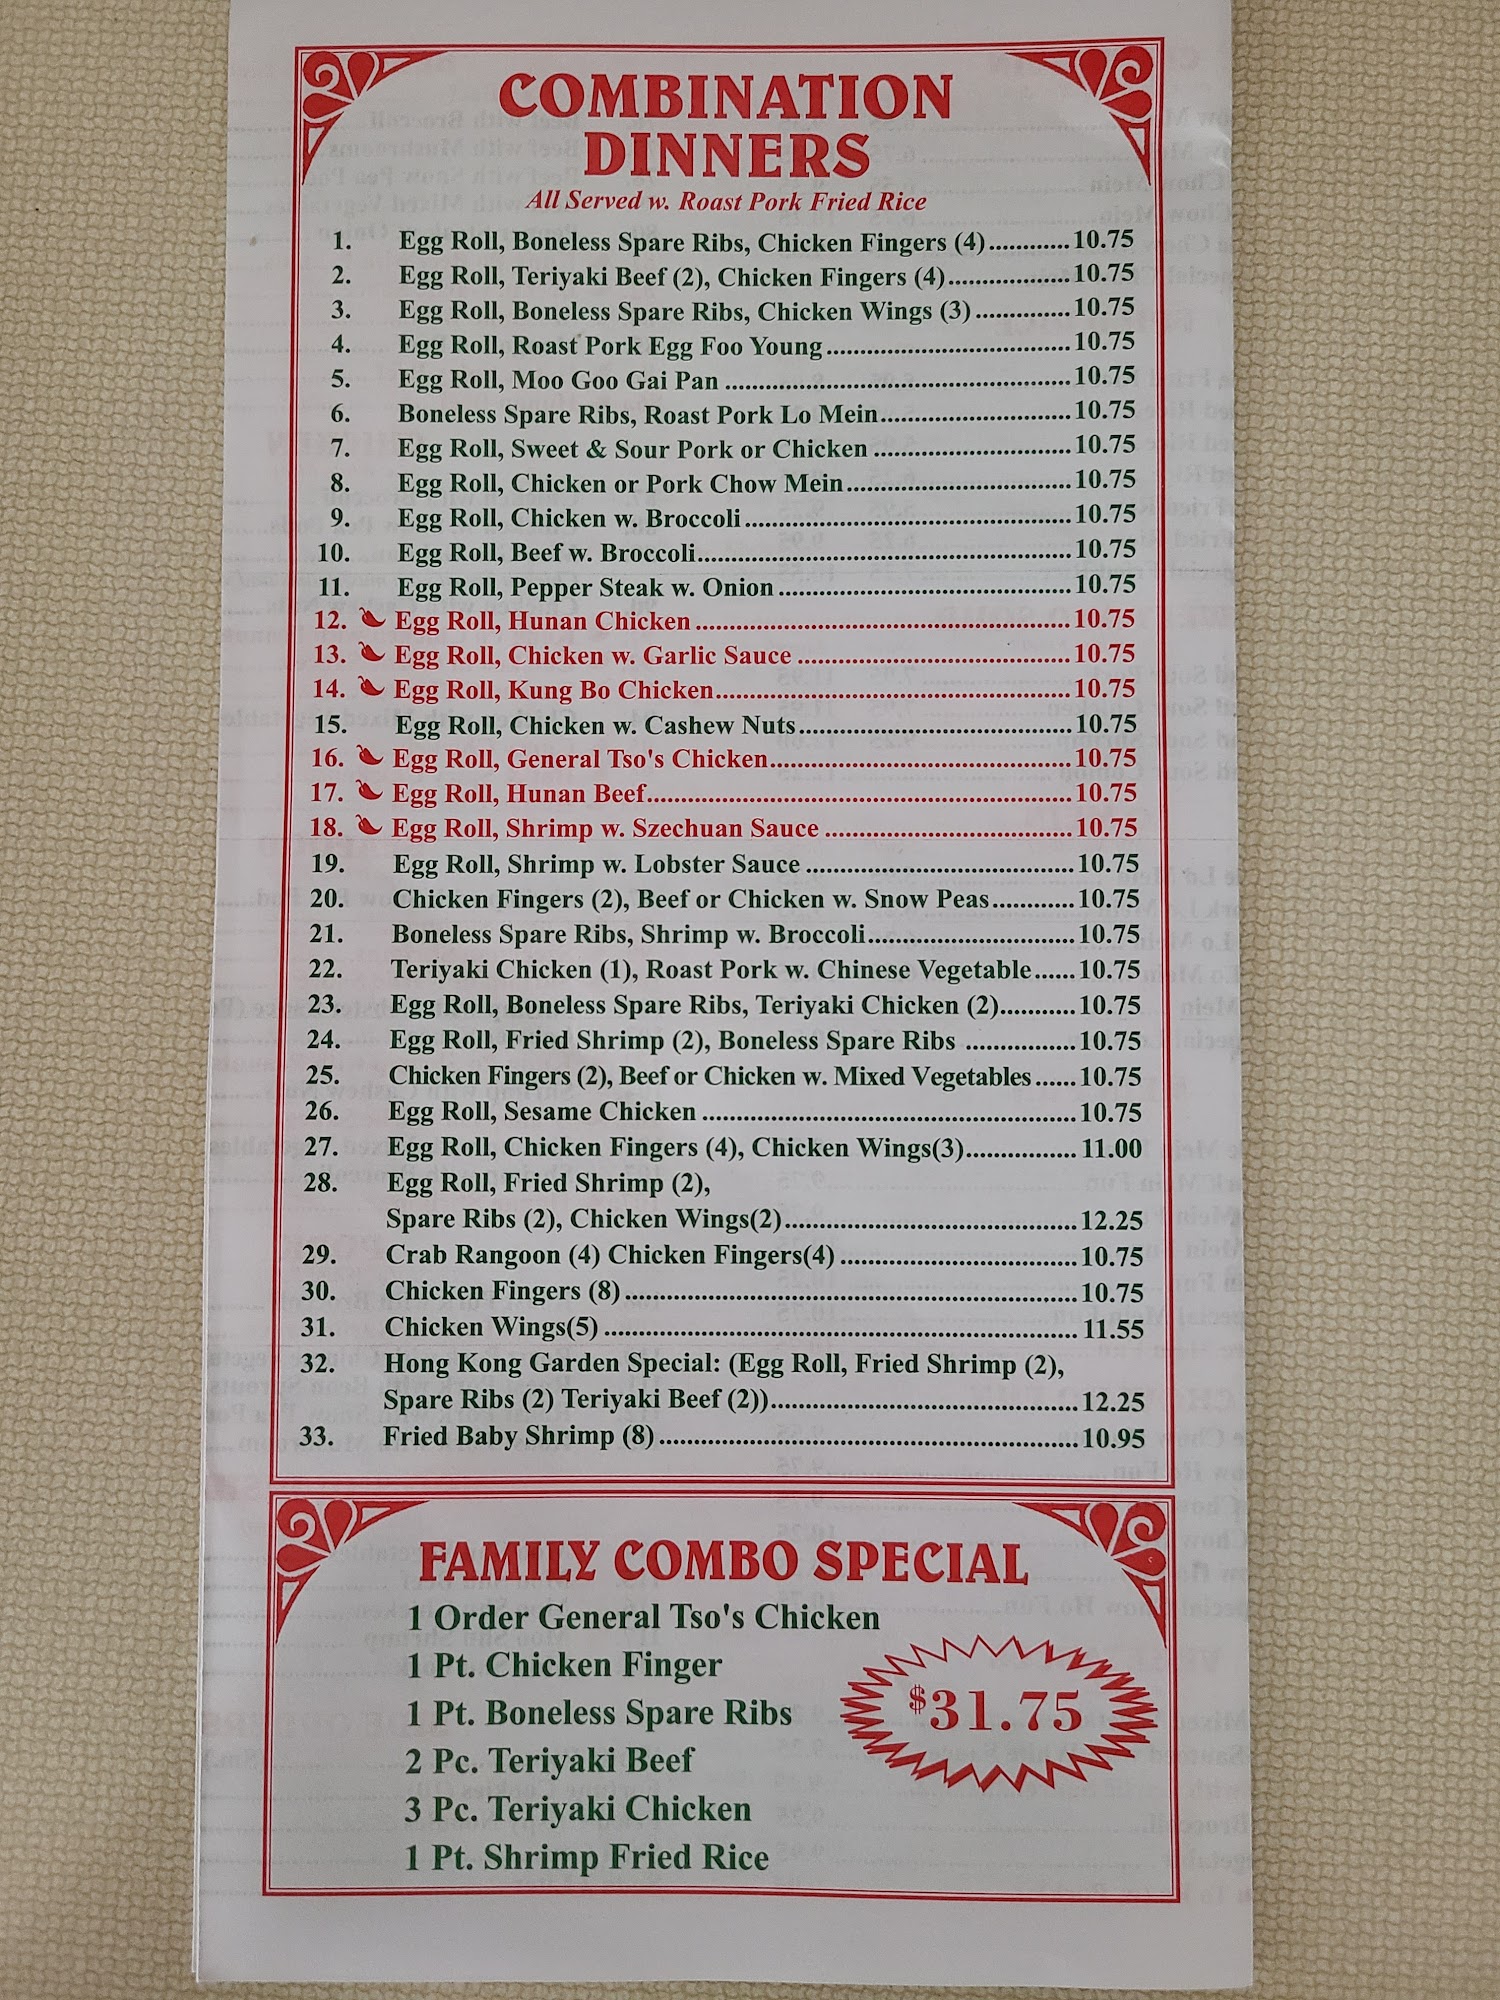 COMBINATION
DINNERS
All Served w. Roast Pork Fried Rice
1. Egg Roll, Boneless Spare Ribs, Chicken Fingers (4)............10.75
2. Egg Roll, Teriyaki Beef (2), Chicken Fingers (4)..................10.75
3. Egg Roll, Boneless Spare Ribs, Chicken Wings (3)..............10.75
4. Egg Roll, Roast Pork Egg Foo Young....................................10.75
5. Egg Roll, Moo Goo Gai Pan ...................................................10.75
6. Boneless Spare Ribs, Roast Pork Lo Mein............................10.75
7. Egg Roll, Sweet & Sour Pork or Chicken .............................10.75
8. Egg Roll, Chicken or Pork Chow Mein.................................10.75
9. Egg Roll, Chicken w. Broccoli................................................10.75
10. Egg Roll, Beef w. Broccoli.......................................................10.75
11. Egg Roll, Pepper Steak w. Onion ...........................................10.75
12. Egg Roll, Hunan Chicken ........................................................10.75
13. Egg Roll, Chicken w. Garlic Sauce ........................................10.75
14. Egg Roll, Kung Bo Chicken.....................................................10.75
15. Egg Roll, Chicken w. Cashew Nuts.........................................10.75
16. Egg Roll, General Tso's Chicken.............................................10.75
17. Egg Roll, Hunan Beef...............................................................10.75
18. Egg Roll, Shrimp w. Szechuan Sauce .....................................10.75
19. Egg Roll, Shrimp w. Lobster Sauce ........................................10.75
20. Chicken Fingers (2), Beef or Chicken w. Snow Peas............10.75
21. Boneless Spare Ribs, Shrimp w. Broccoli...............................10.75
22. Teriyaki Chicken (1), Roast Pork w. Chinese Vegetable......10.75
23. Egg Roll, Boneless Spare Ribs, Teriyaki Chicken (2)...........10.75
24. Egg Roll, Fried Shrimp (2), Boneless Spare Ribs ................10.75
25. Chicken Fingers (2), Beef or Chicken w. Mixed Vegetables......10.75
26. Egg Roll, Sesame Chicken .......................................................10.75
27. Egg Roll, Chicken Fingers (4), Chicken Wings(3)................11.00
28. Egg Roll, Fried Shrimp (2),
Spare Ribs (2), Chicken Wings(2)...........................................12.25
29. Crab Rangoon (4) Chicken Fingers(4)...................................10.75
30. Chicken Fingers (8)..................................................................10.75
31. Chicken Wings(5) .....................................................................11.55
32. Hong Kong Garden Special: (Egg Roll, Fried Shrimp (2),
Spare Ribs (2) Teriyaki Beef (2))..............................................12.25
33. Fried Baby Shrimp (8)..............................................................10.95
FAMILY COMBO SPECIAL
1 Order General Tso's Chicken
1 Pt. Chicken Finger
1 Pt. Boneless Spare Ribs
$31.75
2 Pc. Teriyaki Beef
3 Pc. Teriyaki Chicken
1 Pt. Shrimp Fried Rice